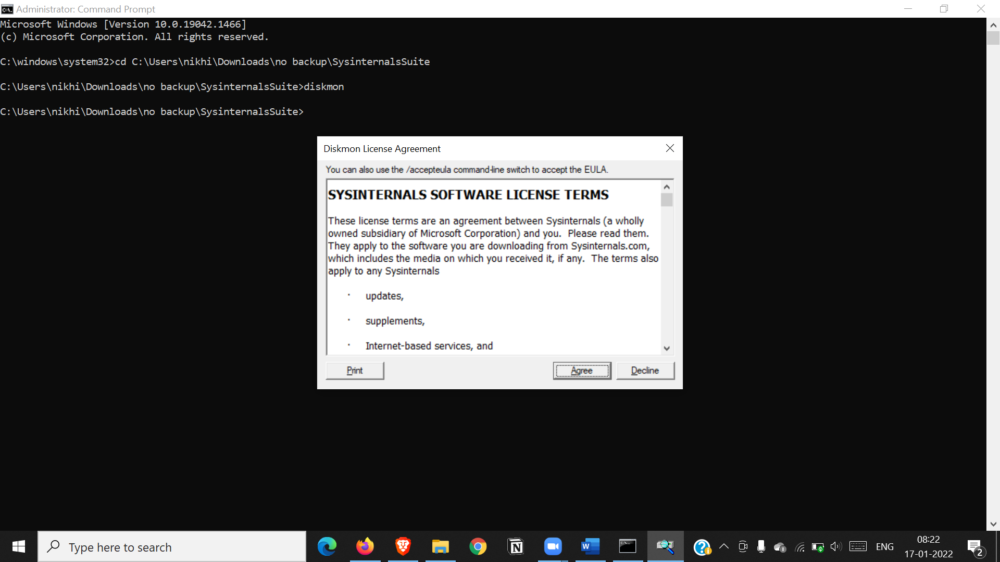 Administrator: Command Prompt
Microsoft Windows [Version 10.0.19042.1466]
(c) Microsoft Corporation. All rights reserved.
C:\windows\system32>cd C:\Users\nikhi\Downloads\no backup\SysinternalsSuite
C:\Users\nikhi\Downloads\no backup\SysinternalsSuite>diskmon
C:\Users\nikhi\Downloads\no backup\SysinternalsSuite>
Diskmon License Agreement
You can also use the /accepteula command-line switch to accept the EULA.
SYSINTERNALS SOFTWARE LICENSE TERMS
These license terms are an agreement between Sysinternals (a wholly
owned subsidiary of Microsoft Corporation) and you.  Please read them.
They apply to the software you are downloading from Sysinternals.com,
which includes the media on which you received it, if any.  The terms also
apply to any Sysinternals
· updates,
· supplements,
· Internet-based services, and
Print Agree Decline
Type here to search
ENG
08:22
17-01-2022
2